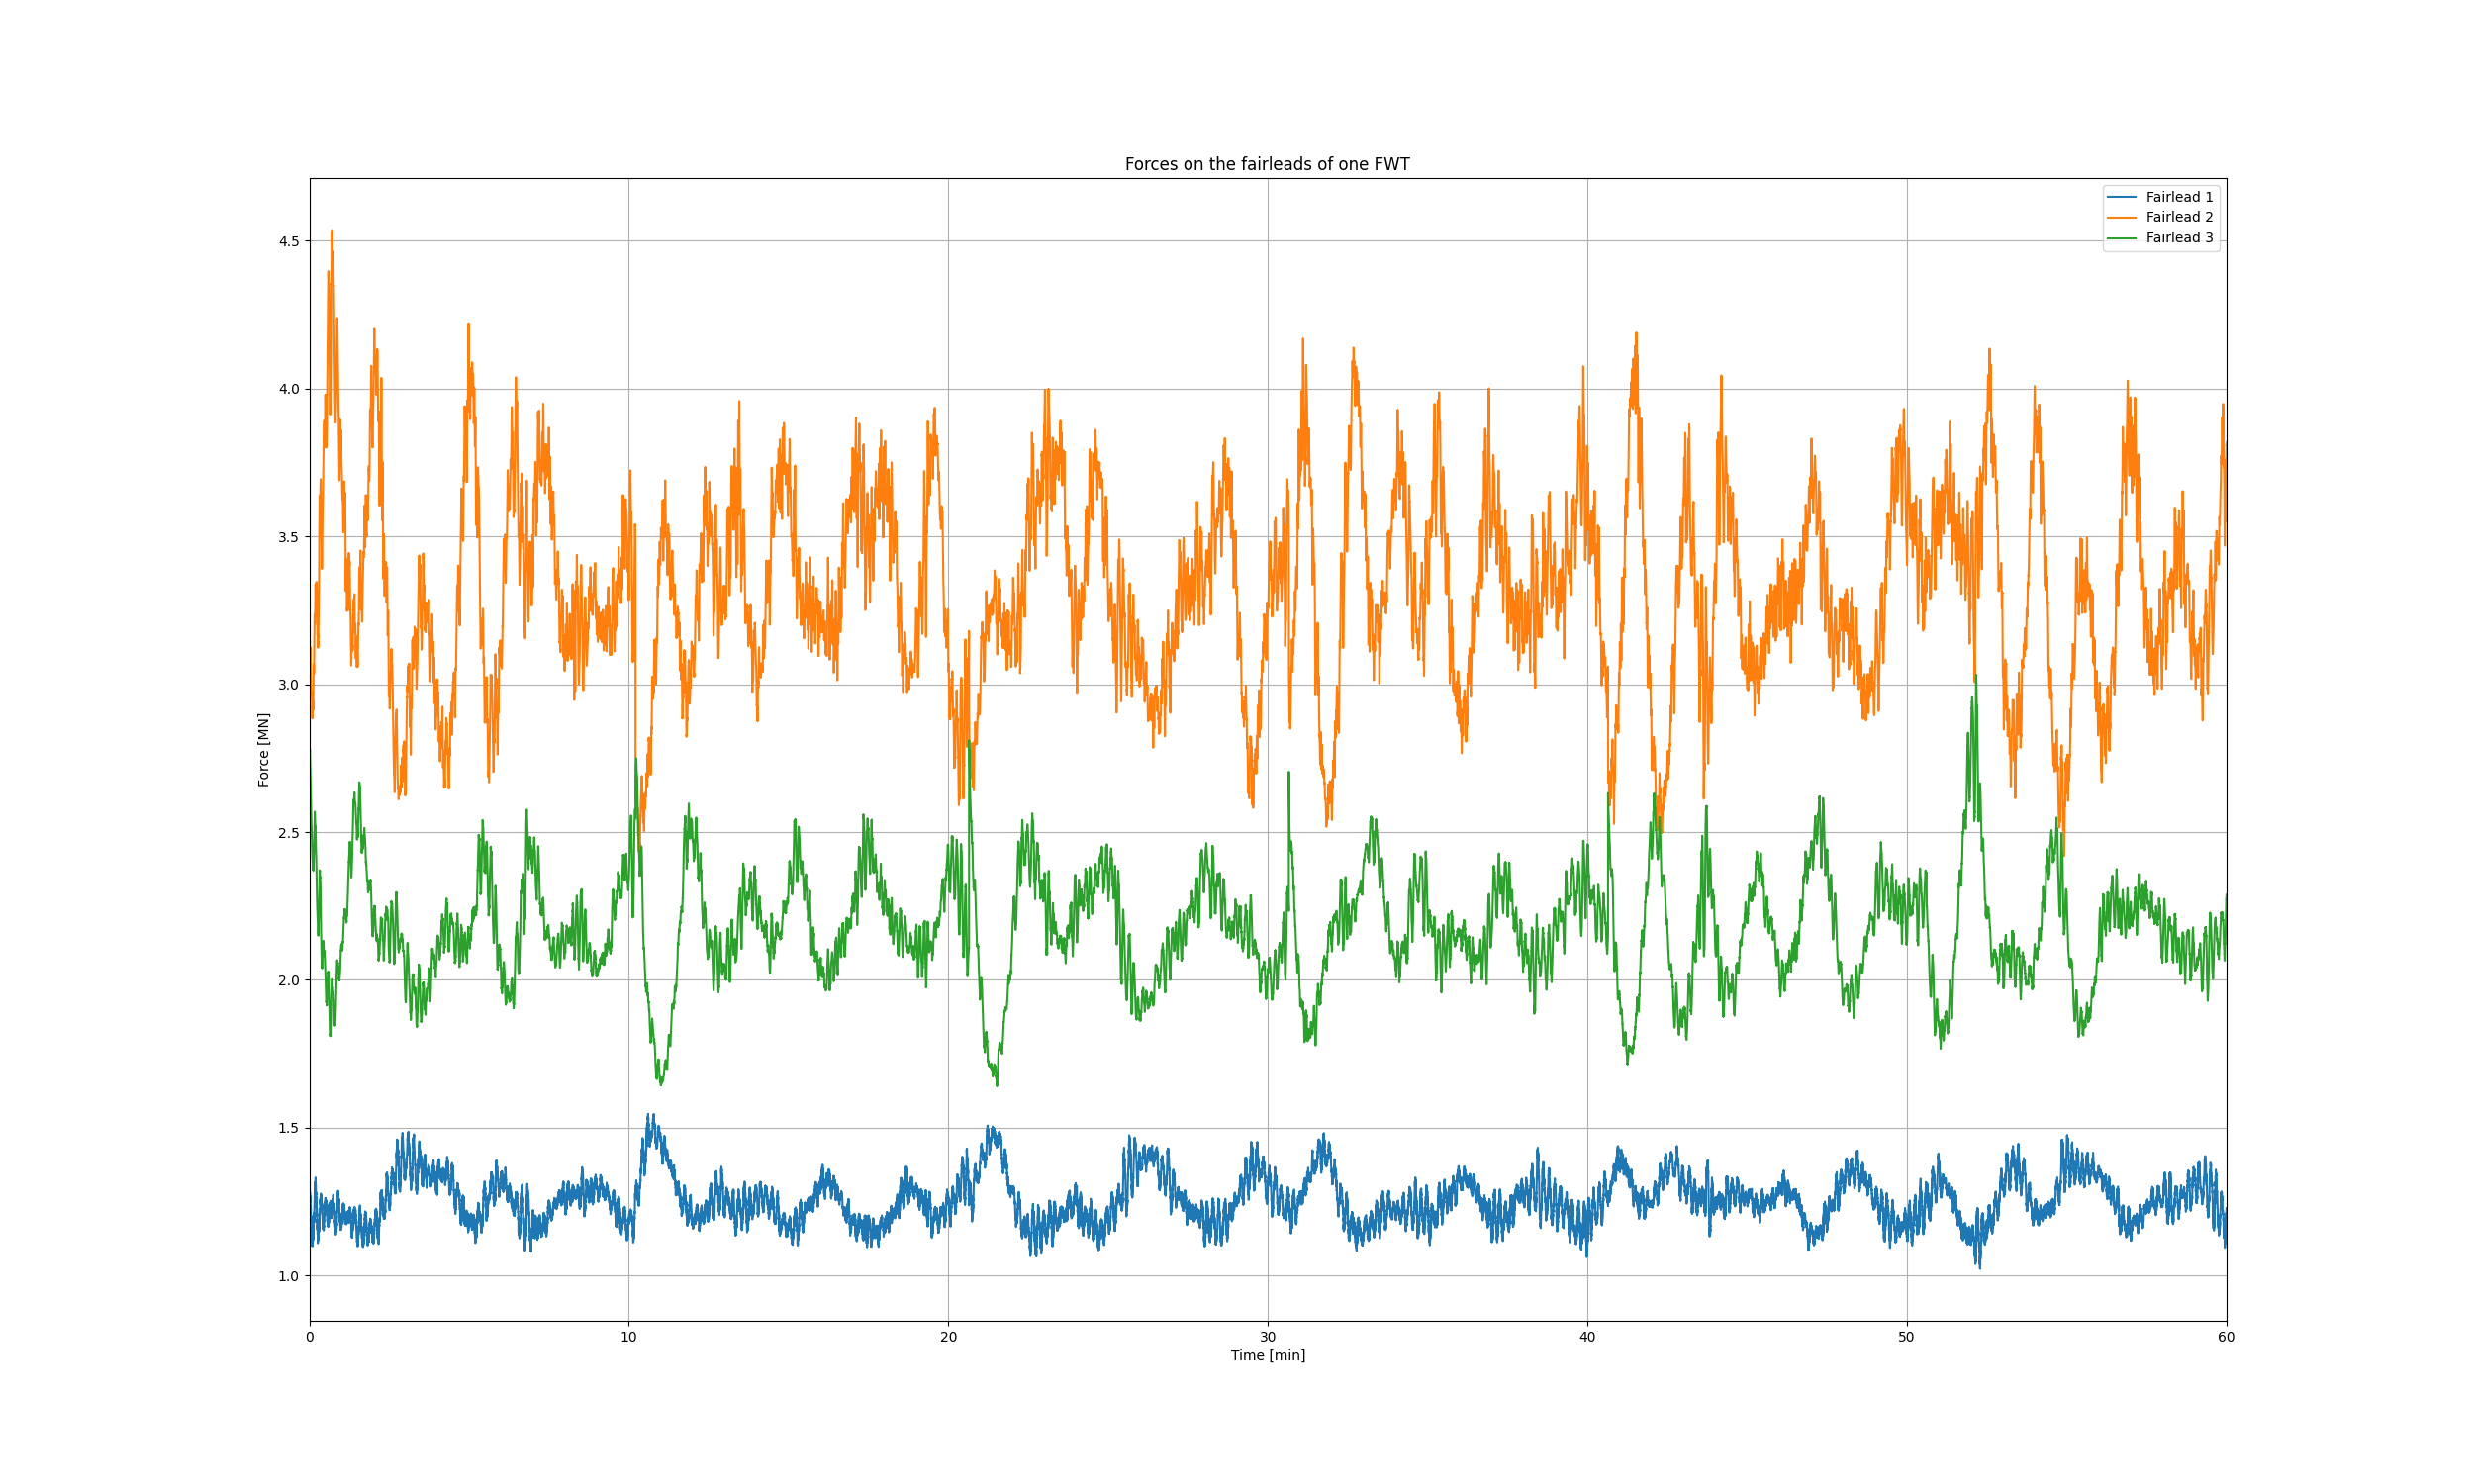 Forces on the fairleads of one FWT
Fairlead 1
Fairlead 2
Fairlead 3
4.5
4.0
3.5
3.0
2.5
2.0
1.5
1.0
Force [MN]
0 10 20 30 40 50 60
Time [min]